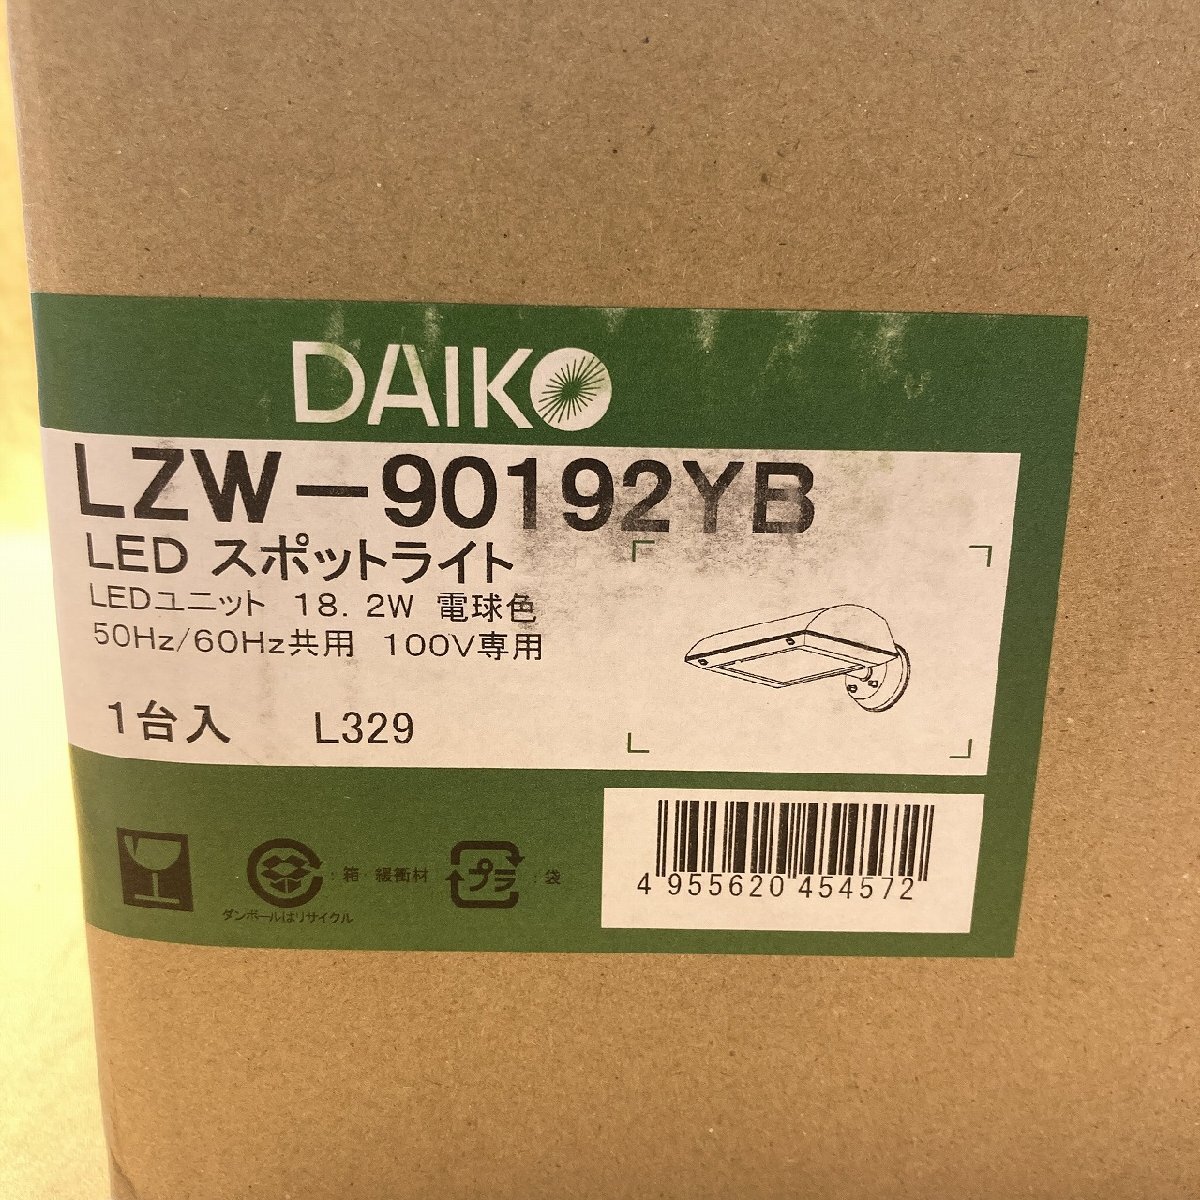 DAIKO
LZW-90192YB
LED スポットライト
LEDユニット 18.2W 電球色
50Hz/60Hz共用 100V専用
1台入 L329
:箱・緩衝材
プラ :袋
ダンボールはリサイクル
4 955620 454572